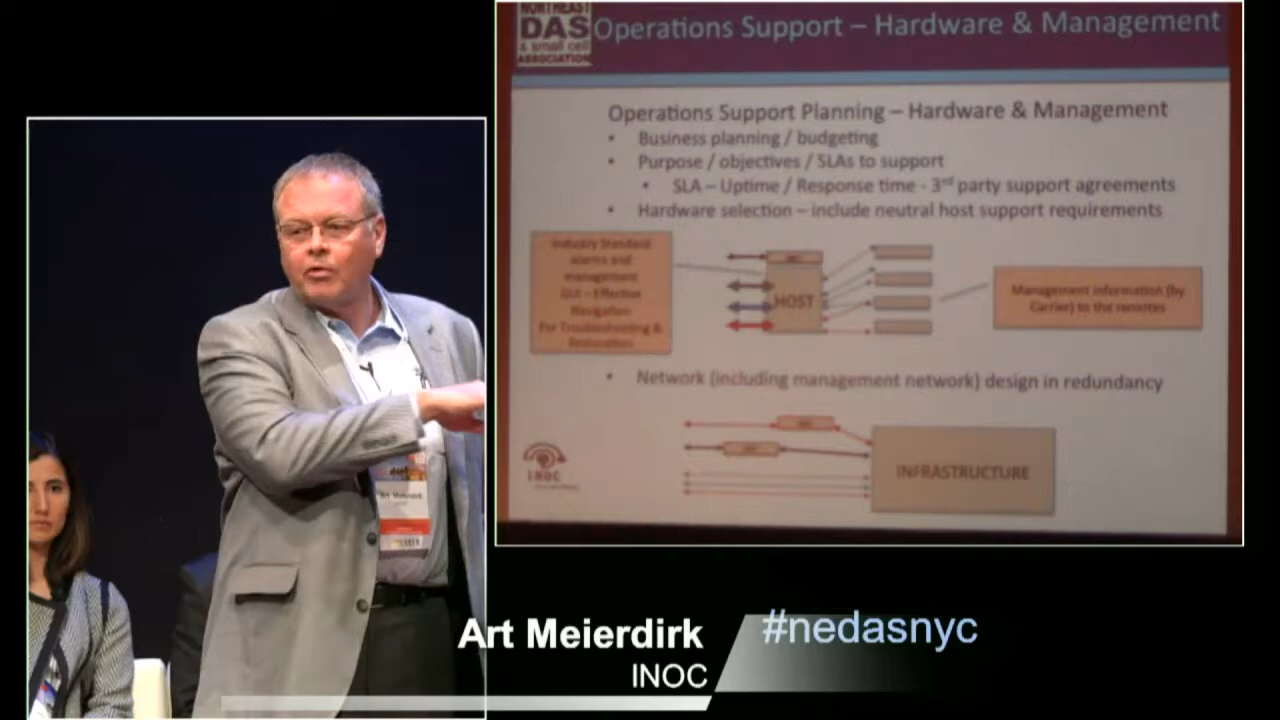 NORTHEAST
DAS
& small cell
ASSOCIATION
Operations Support – Hardware & Management
Operations Support Planning – Hardware & Management
• Business planning / budgeting
• Purpose / objectives / SLAs to support
• SLA – Uptime / Response time - 3rd party support agreements
• Hardware selection – include neutral host support requirements
Industry Standard
alarms and
management
GUI – Effective
Navigation
For Troubleshooting &
Restoration
HOST
Management information (by
Carrier) to the remotes
• Network (including management network) design in redundancy
INFRASTRUCTURE
INOC
Art Meierdirk
Art Meierdirk
INOC
#nedasnyc